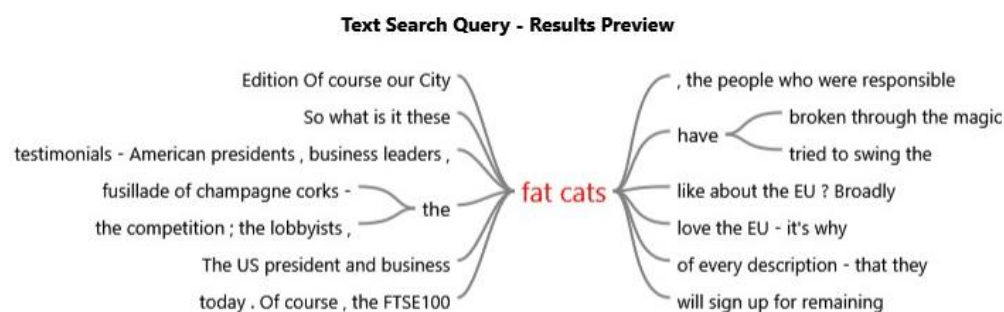 Text Search Query - Results Preview
Edition Of course our City
So what is it these
testimonials - American presidents , business leaders ,
fusillade of champagne corks -
the competition ; the lobbyists ,
the
The US president and business
today . Of course , the FTSE100
fat cats
, the people who were responsible
have
broken through the magic
tried to swing the
like about the EU ? Broadly
love the EU - it's why
of every description - that they
will sign up for remaining